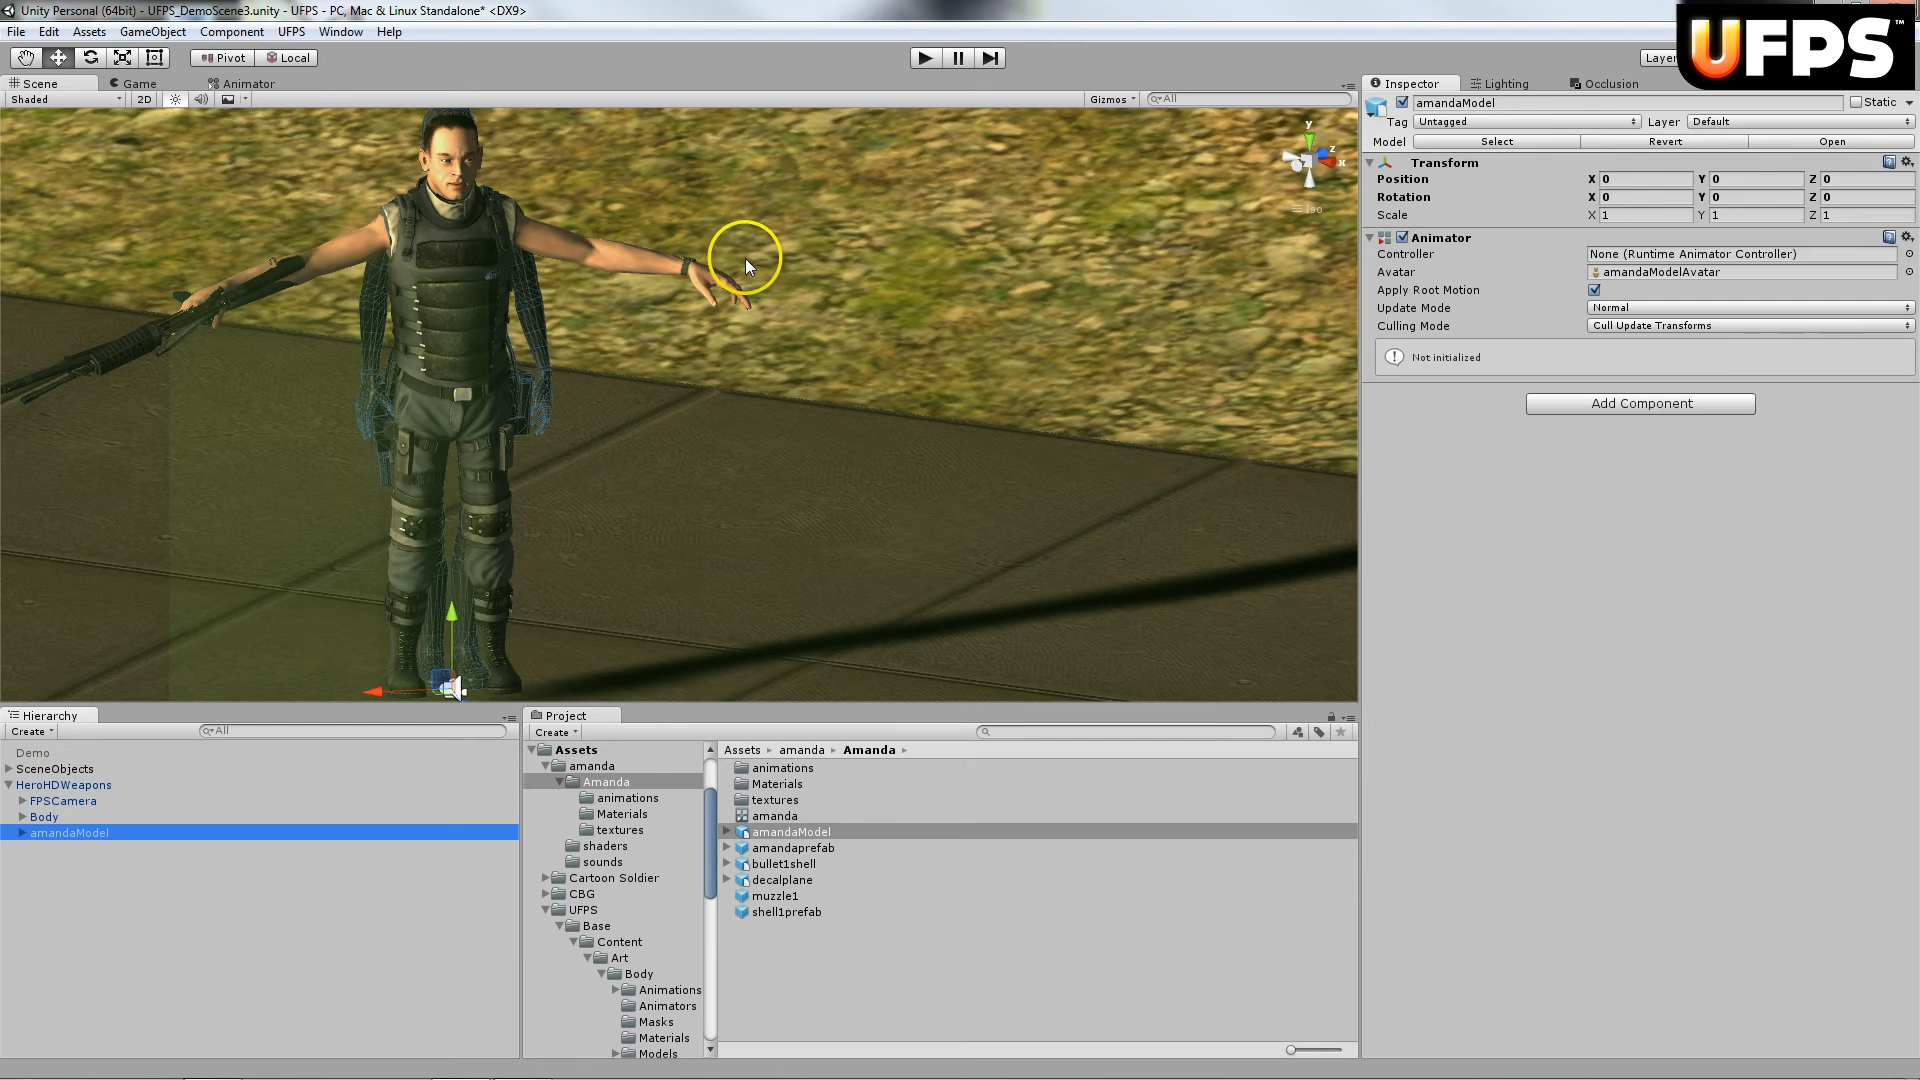 Unity Personal (64bit) - UFPS_DemoScene3.unity - UFPS - PC, Mac & Linux Standalone* <DX9>
File Edit Assets GameObject Component UFPS Window Help
Pivot Local Layer
UFPS™
Scene Game Animator
Shaded 2D Gizmos All
y
z
x
Iso
Inspector Lighting Occlusion
amandaModel Static
Tag Untagged Layer Default
Model Select Revert Open
Transform
Position X 0 Y 0 Z 0
Rotation X 0 Y 0 Z 0
Scale X 1 Y 1 Z 1
Animator
Controller None (Runtime Animator Controller)
Avatar amandaModelAvatar
Apply Root Motion
Update Mode Normal
Culling Mode Cull Update Transforms
Not initialized
Add Component
Hierarchy
Create All
Demo
SceneObjects
HeroHDWeapons
FPSCamera
Body
amandaModel
Project
Create
Assets
amanda
Amanda
animations
Materials
textures
shaders
sounds
Cartoon Soldier
CBG
UFPS
Base
Content
Art
Body
Animations
Animators
Masks
Materials
Models
Assets amanda Amanda
animations
Materials
textures
amanda
amandaModel
amandaprefab
bullet1shell
decalplane
muzzle1
shell1prefab